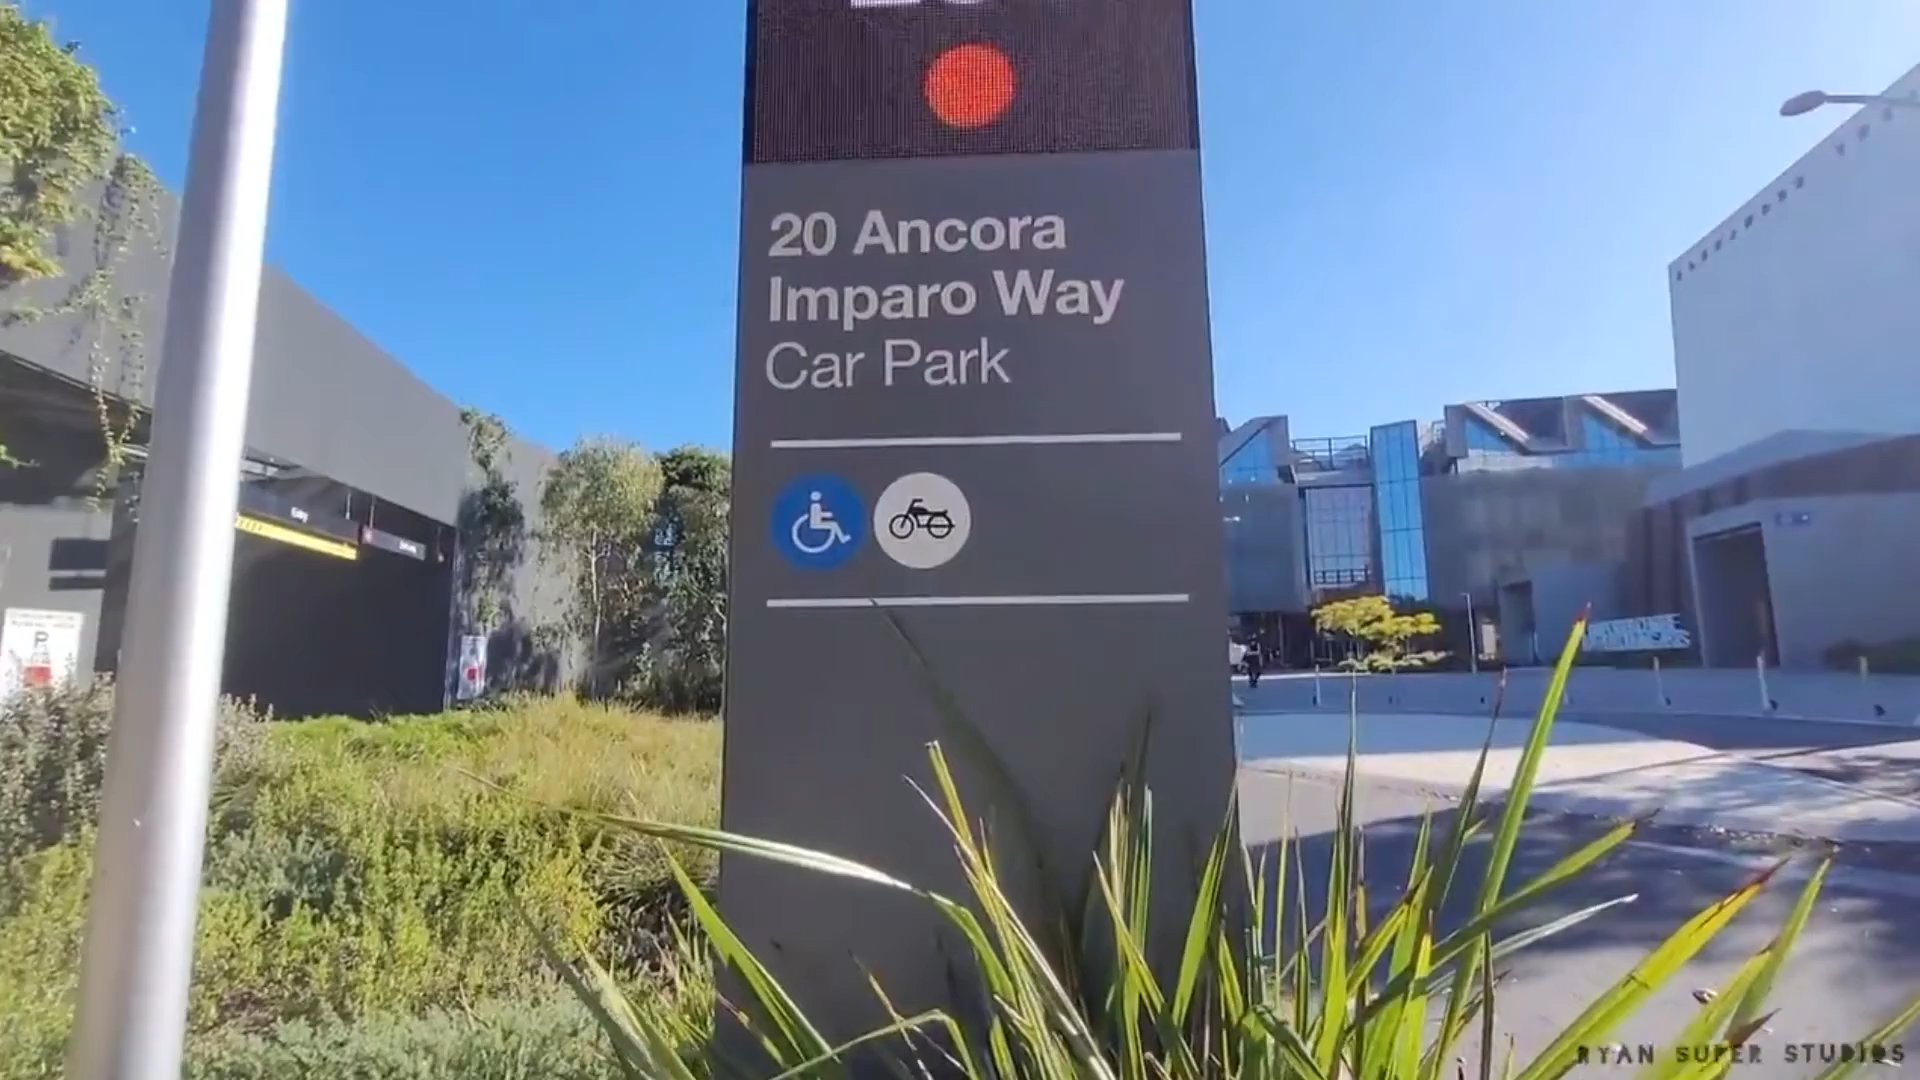 20 Ancora
Imparo Way
Car Park
P
RYAN SUPER STUDIOS